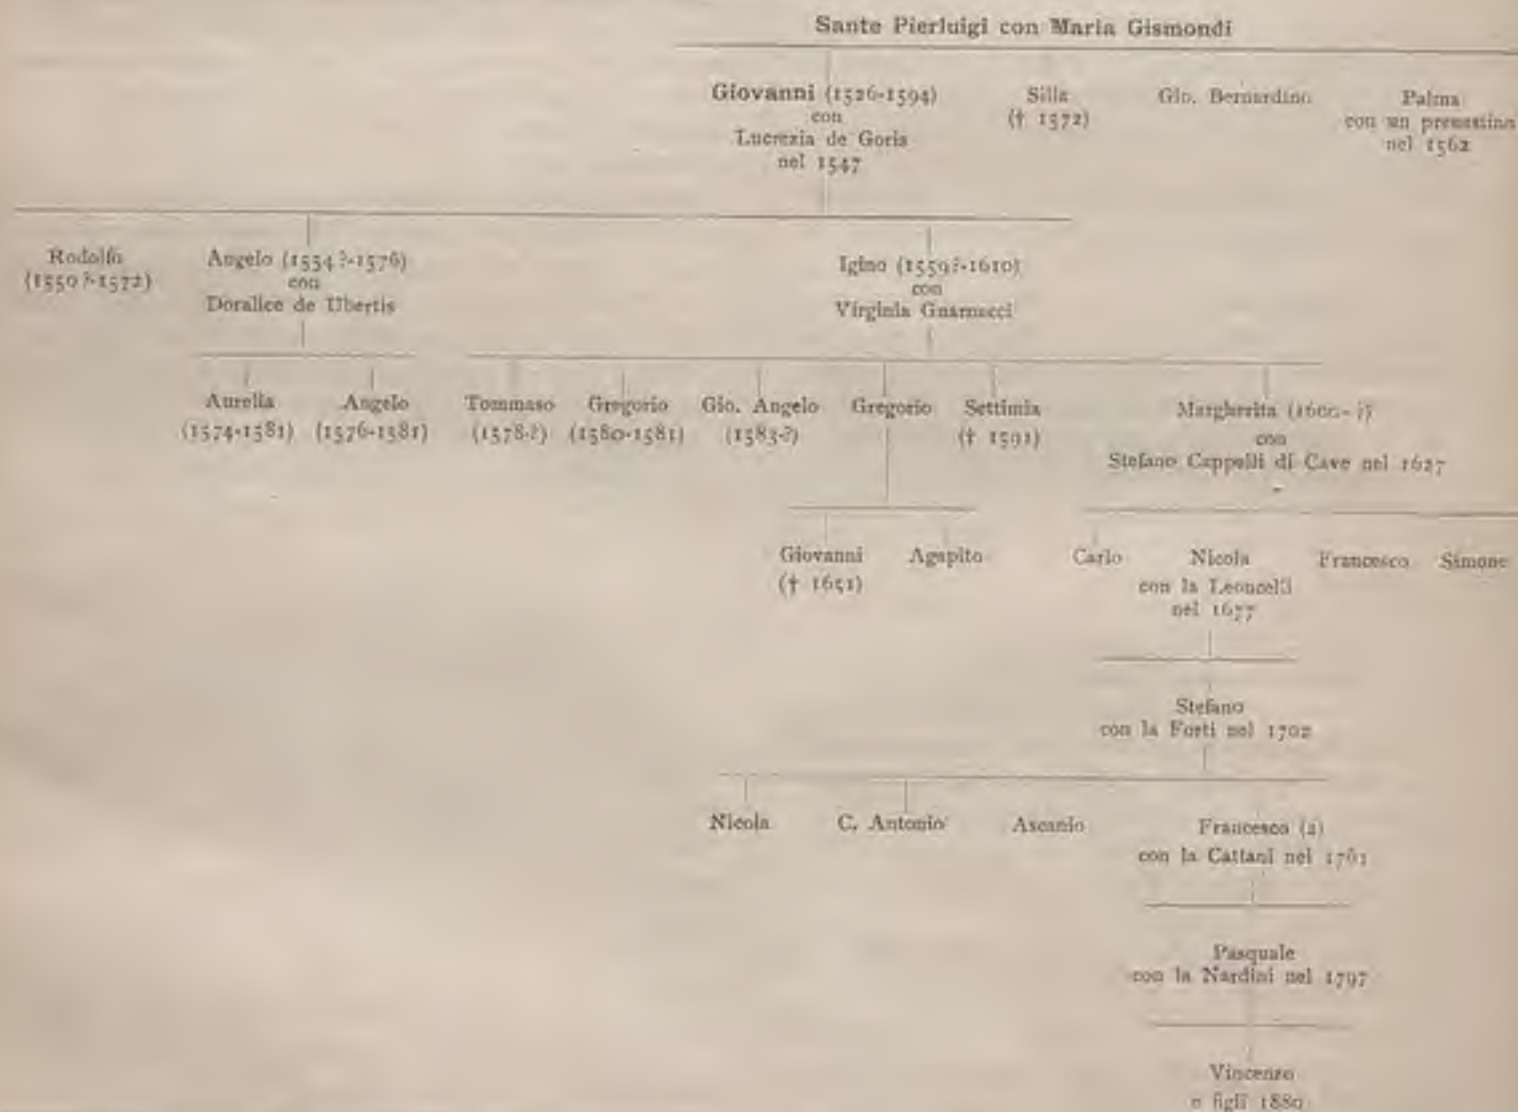 Sante Pierluigi con Maria Gismondi
Giovanni (1526-1594)
con
Lucrezia de Goris
nel 1547
Silla
(† 1572)
Gio. Bernardino
Palma
con un prenestino
nel 1562
Rodolfo
(1550?-1572)
Angelo (1554?-1576)
con
Doralice de Ubertis
Igino (1559?-1610)
con
Virginia Guarnacci
Aurelia
(1574-1581)
Angelo
(1576-1581)
Tommaso
(1578-?)
Gregorio
(1580-1581)
Gio. Angelo
(1583-?)
Gregorio
Settimia
(† 1591)
Margherita (1600-?)
con
Stefano Cappelli di Cave nel 1627
Giovanni
(† 1651)
Agapito
Carlo
Nicola
con la Leoncelli
nel 1677
Francesco
Simone
Stefano
con la Forti nel 1702
Nicola
C. Antonio
Ascanio
Francesco (2)
con la Cattani nel 1761
Pasquale
con la Nardini nel 1797
Vincenzo
e figli 1880